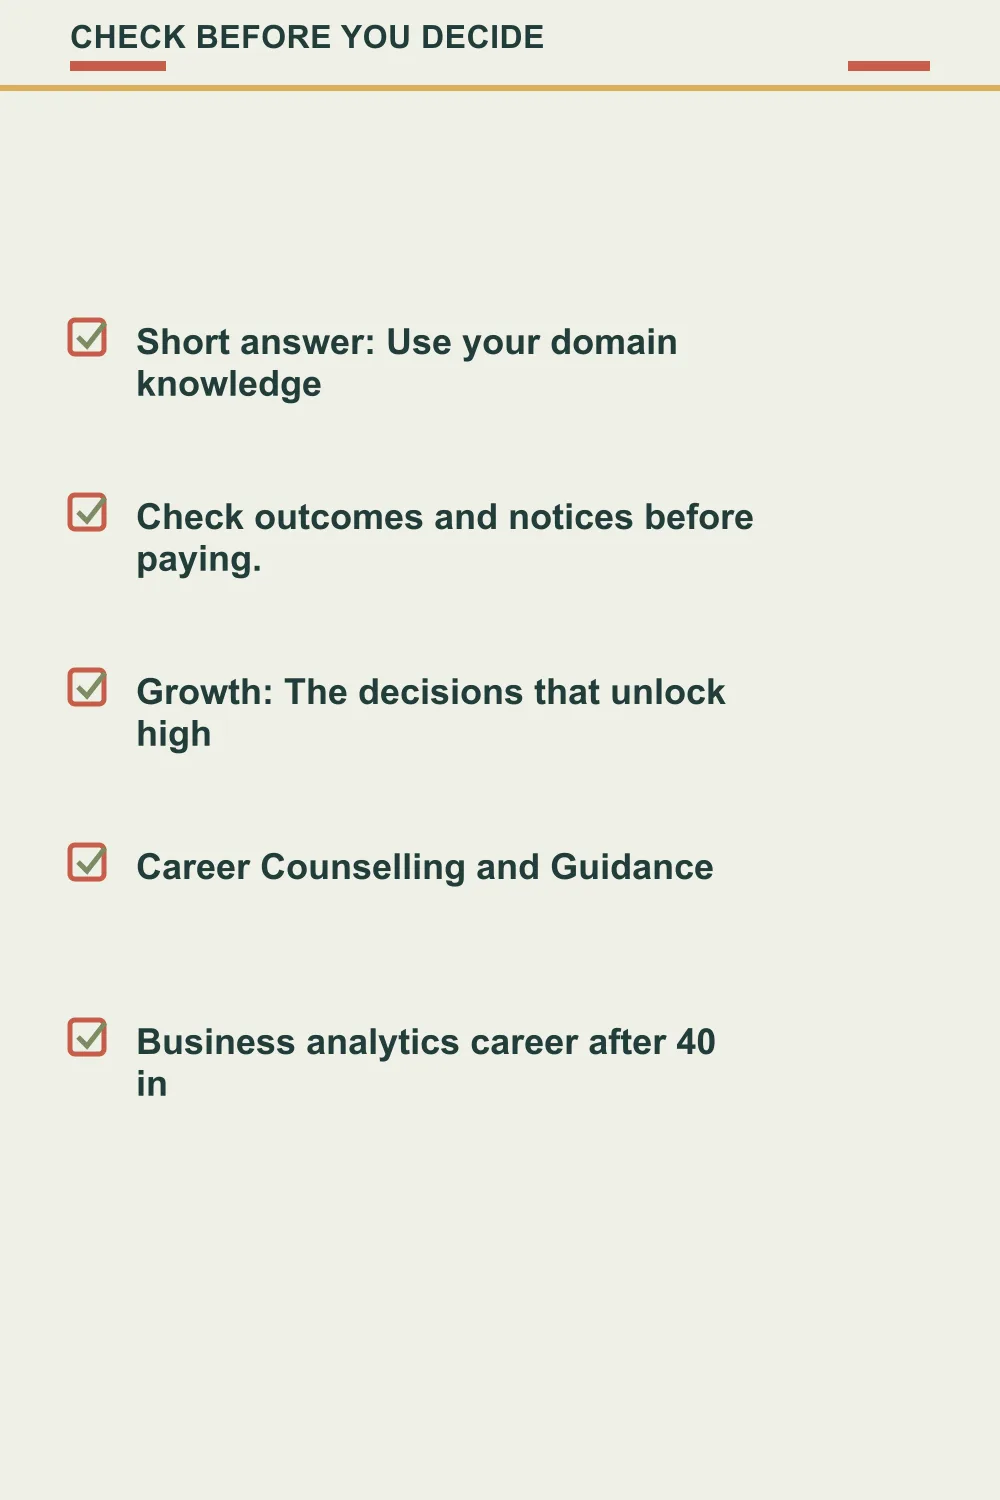 CHECK BEFORE YOU DECIDE
Short answer: Use your domain
knowledge
Check outcomes and notices before
paying.
Growth: The decisions that unlock
high
Career Counselling and Guidance
Business analytics career after 40
in